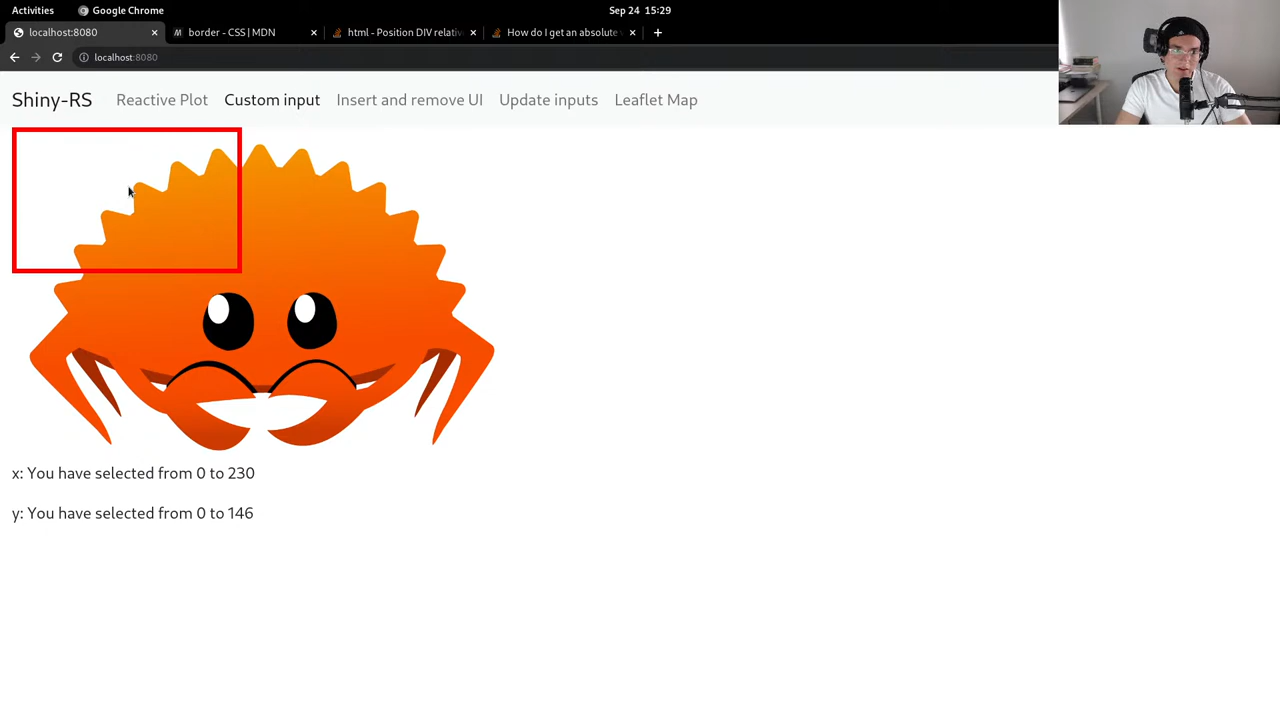 Activities Google Chrome Sep 24 15:29
localhost:8080 border - CSS | MDN html - Position DIV relativ How do I get an absolute
localhost:8080
Shiny-RS Reactive Plot Custom input Insert and remove UI Update inputs Leaflet Map
x: You have selected from 0 to 230
y: You have selected from 0 to 146